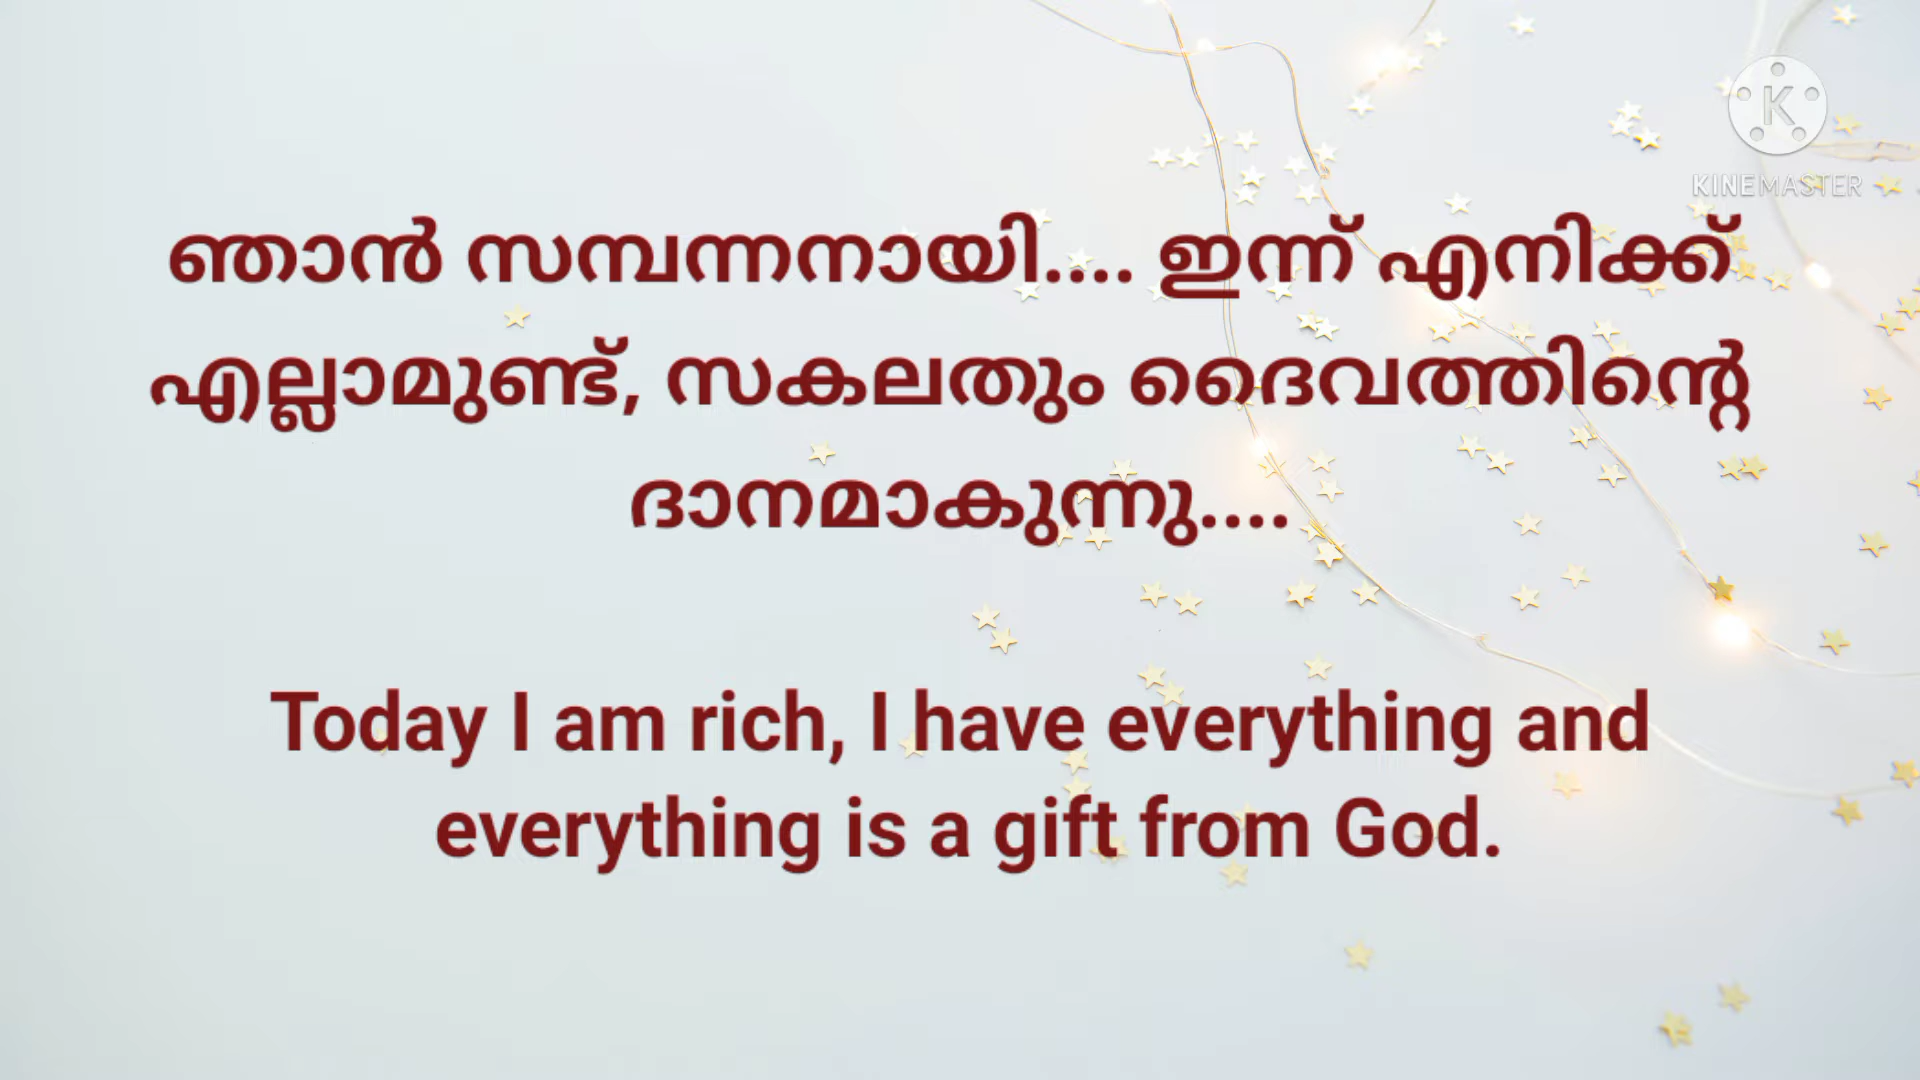 KINEMASTER
ഞാൻ സമ്പന്നനായി.... ഇന്ന് എനിക്ക്
എല്ലാമുണ്ട്, സകലതും ദൈവത്തിന്റെ
ദാനമാകുന്നു....
Today I am rich, I have everything and
everything is a gift from God.